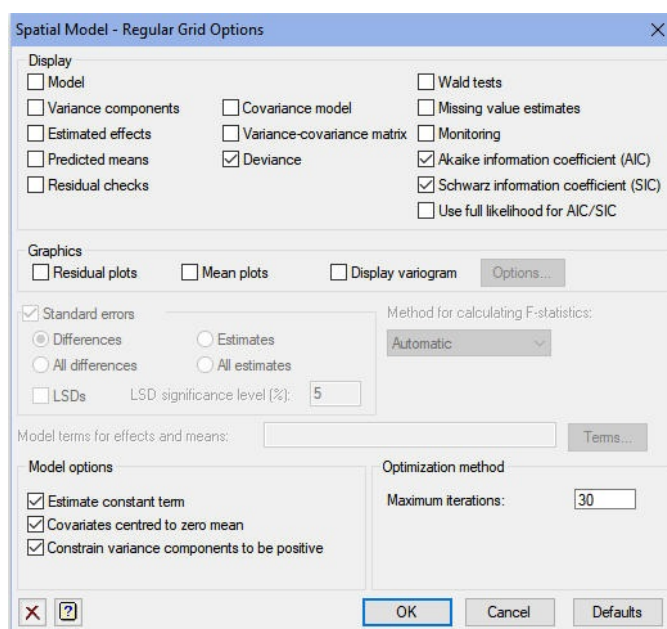 Spatial Model - Regular Grid Options
Display
Model
Wald tests
Variance components
Covariance model
Missing value estimates
Estimated effects
Variance-covariance matrix
Monitoring
Predicted means
Deviance
Akaike information coefficient (AIC)
Residual checks
Schwarz information coefficient (SIC)
Use full likelihood for AIC/SIC
Graphics
Residual plots
Mean plots
Display variogram
Options...
Standard errors
Method for calculating F-statistics:
Differences
Estimates
Automatic
All differences
All estimates
LSDs
LSD significance level (%):
5
Model terms for effects and means:
Terms...
Model options
Optimization method
Estimate constant term
Maximum iterations:
30
Covariates centred to zero mean
Constrain variance components to be positive
OK
Cancel
Defaults